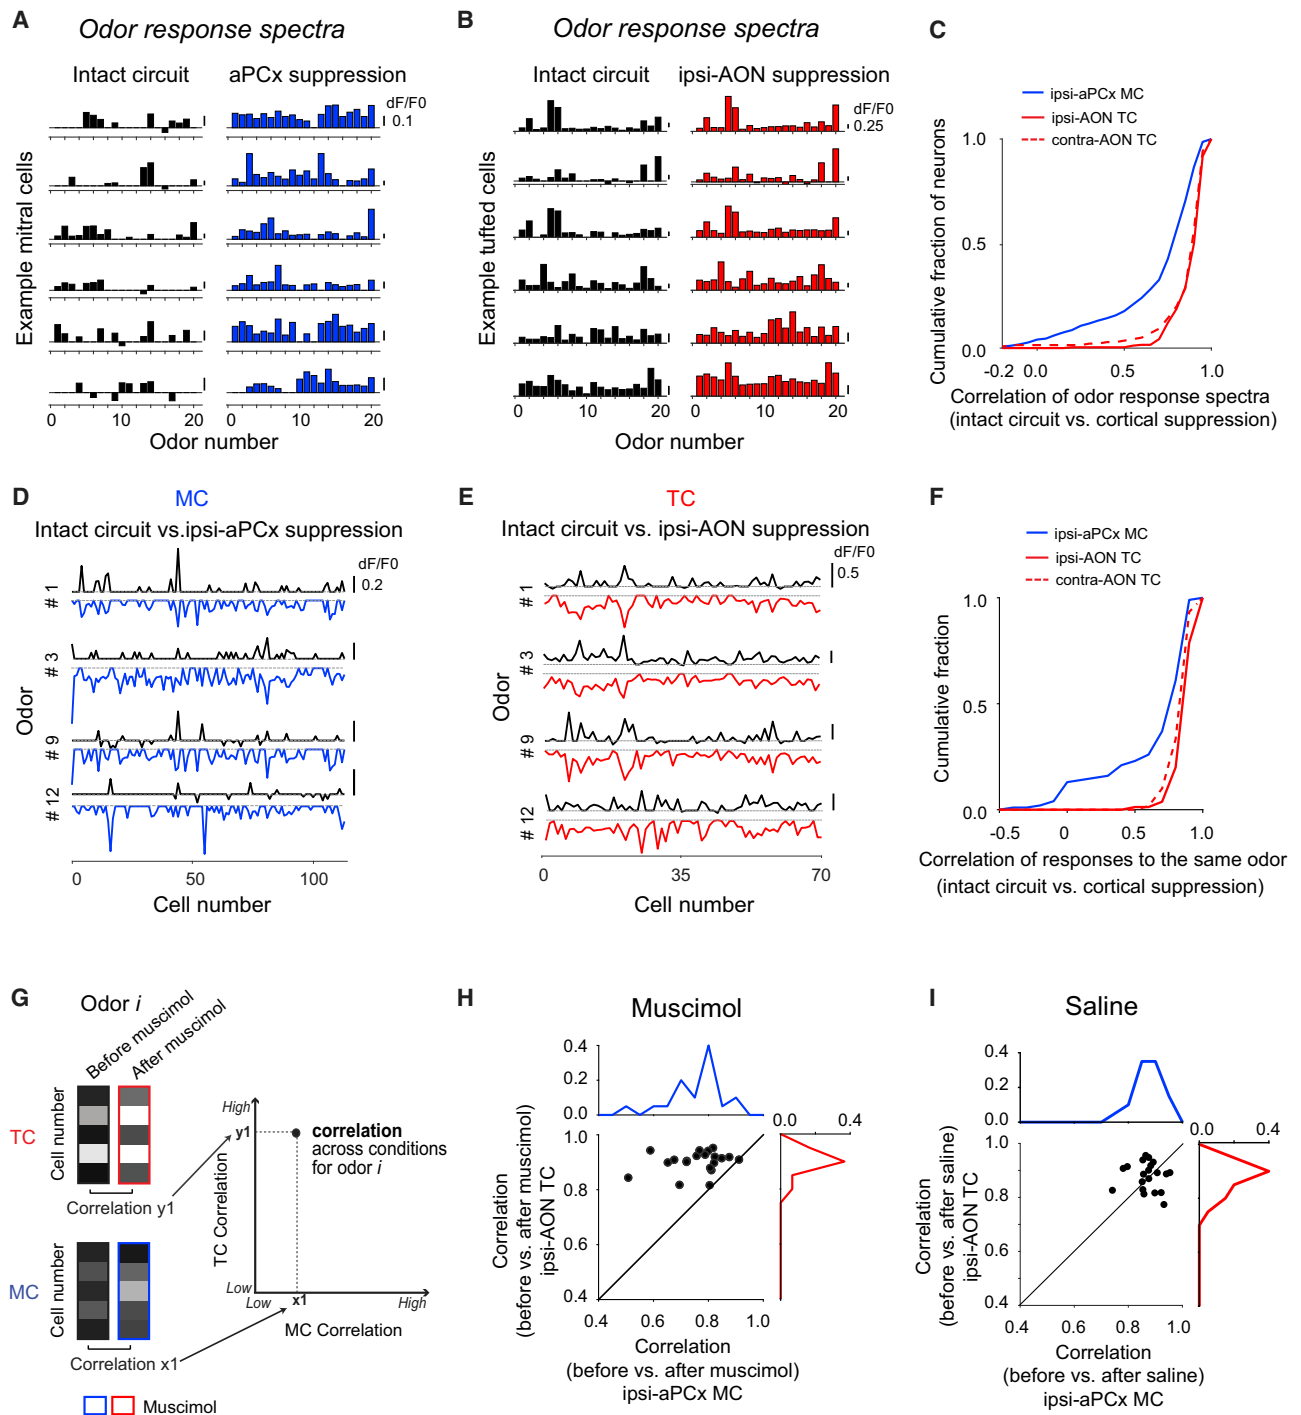 A
Odor response spectra
Intact circuit
aPCx suppression
dF/F0
0.1
Example mitral cells
0
10
20
0
10
20
Odor number
B
Odor response spectra
Intact circuit
ipsi-AON suppression
dF/F0
0.25
Example tufted cells
0
10
20
0
10
20
Odor number
C
ipsi-aPCx MC
ipsi-AON TC
contra-AON TC
Cumulative fraction of neurons
1.0
0.5
0.0
-0.2
0.0
0.5
1.0
Correlation of odor response spectra
(intact circuit vs. cortical suppression)
D
MC
Intact circuit vs.ipsi-aPCx suppression
dF/F0
0.2
Odor
# 1
# 3
# 9
# 12
0
50
100
Cell number
E
TC
Intact circuit vs. ipsi-AON suppression
dF/F0
0.5
Odor
# 1
# 3
# 9
# 12
0
35
70
Cell number
F
ipsi-aPCx MC
ipsi-AON TC
contra-AON TC
Cumulative fraction
1.0
0.5
0
-0.5
0
0.5
1.0
Correlation of responses to the same odor
(intact circuit vs. cortical suppression)
G
Odor i
Before muscimol
After muscimol
TC
Cell number
Correlation y1
MC
Cell number
Correlation x1
Muscimol
High
y1
TC Correlation
Low
Low
x1
High
MC Correlation
correlation
across conditions
for odor i
H
Muscimol
0.4
0.2
0.0
0.0
0.4
1.0
0.8
0.6
0.4
0.4
0.6
0.8
1.0
Correlation
(before vs. after muscimol)
ipsi-AON TC
Correlation
(before vs. after muscimol)
ipsi-aPCx MC
I
Saline
0.4
0.2
0.0
0.0
0.4
1.0
0.8
0.6
0.4
0.4
0.6
0.8
1.0
Correlation
(before vs. after saline)
ipsi-AON TC
Correlation
(before vs. after saline)
ipsi-aPCx MC